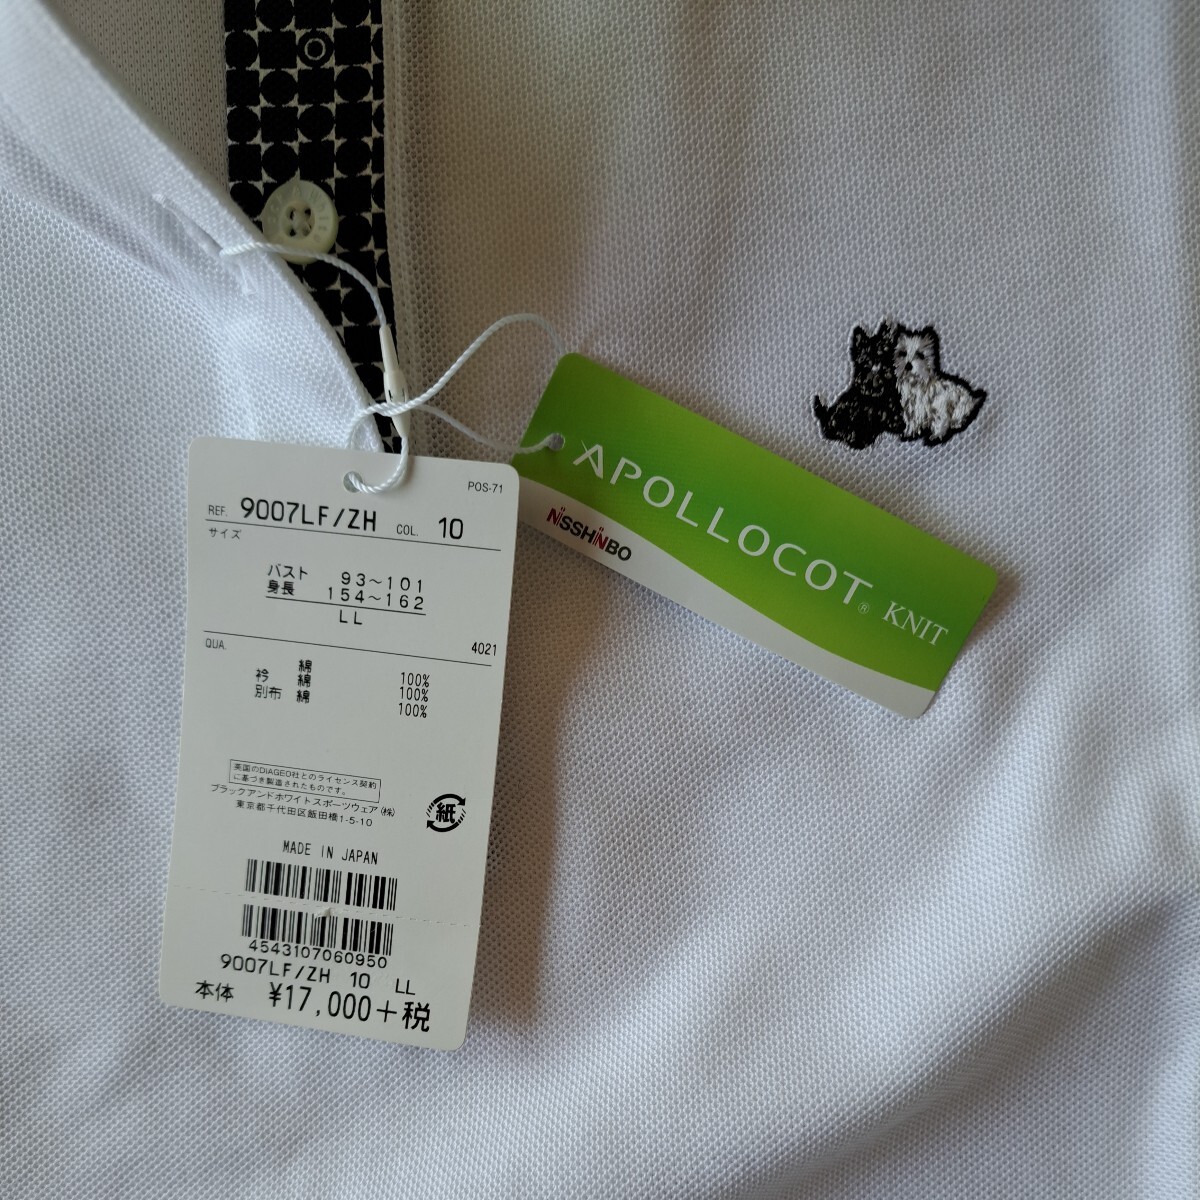 POS-71
REF. 9007LF/ZH COL. 10
サイズ
バスト 93～101
身長 154～162
LL
QUA. 4021
綿 100%
衿 綿 100%
別布 綿 100%
英国のDIAGEO社とのライセンス契約
に基づき製造されたものです。
ブラックアンドホワイトスポーツウェア(株)
東京都千代田区飯田橋1-5-10
紙
MADE IN JAPAN
4543107060950
9007LF/ZH 10 LL
本体 ¥17,000+税
APOLLOCOT® KNIT
NISSHINBO